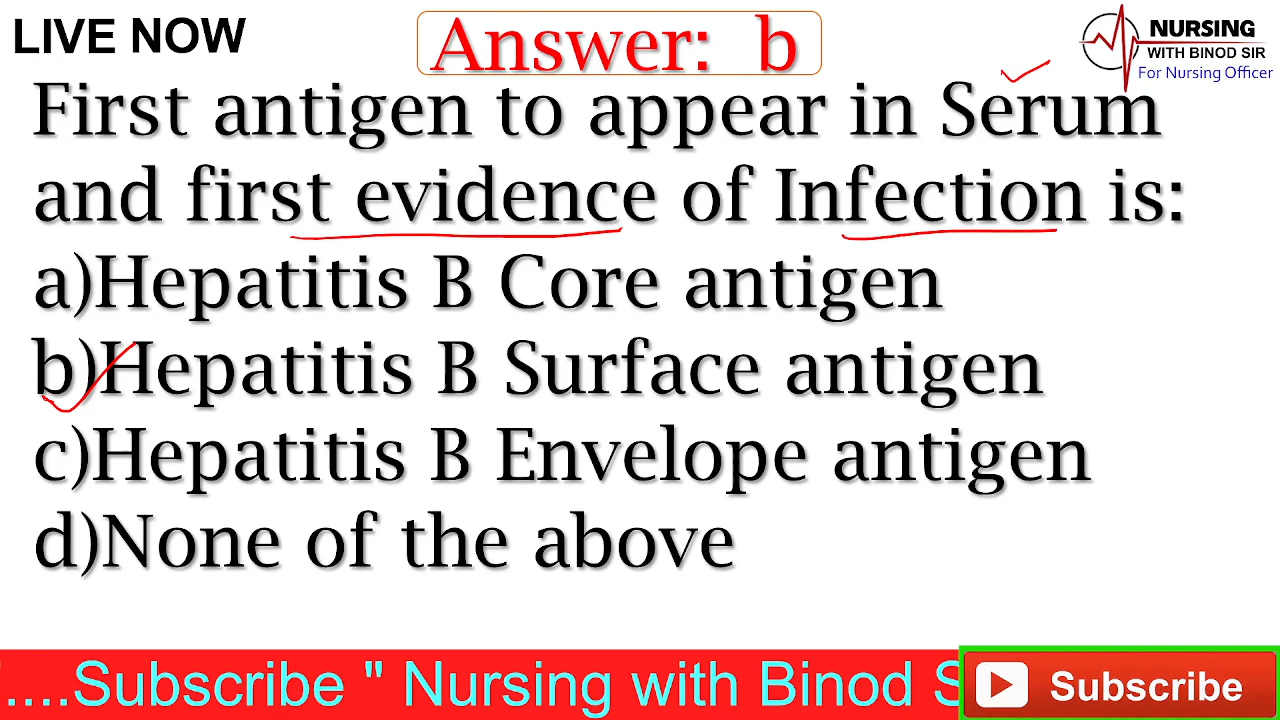 LIVE NOW
Answer: b
NURSING
WITH BINOD SIR
For Nursing Officer
First antigen to appear in Serum
and first evidence of Infection is:
a)Hepatitis B Core antigen
b)Hepatitis B Surface antigen
c)Hepatitis B Envelope antigen
d)None of the above
"....Subscribe " Nursing with Binod S
Subscribe